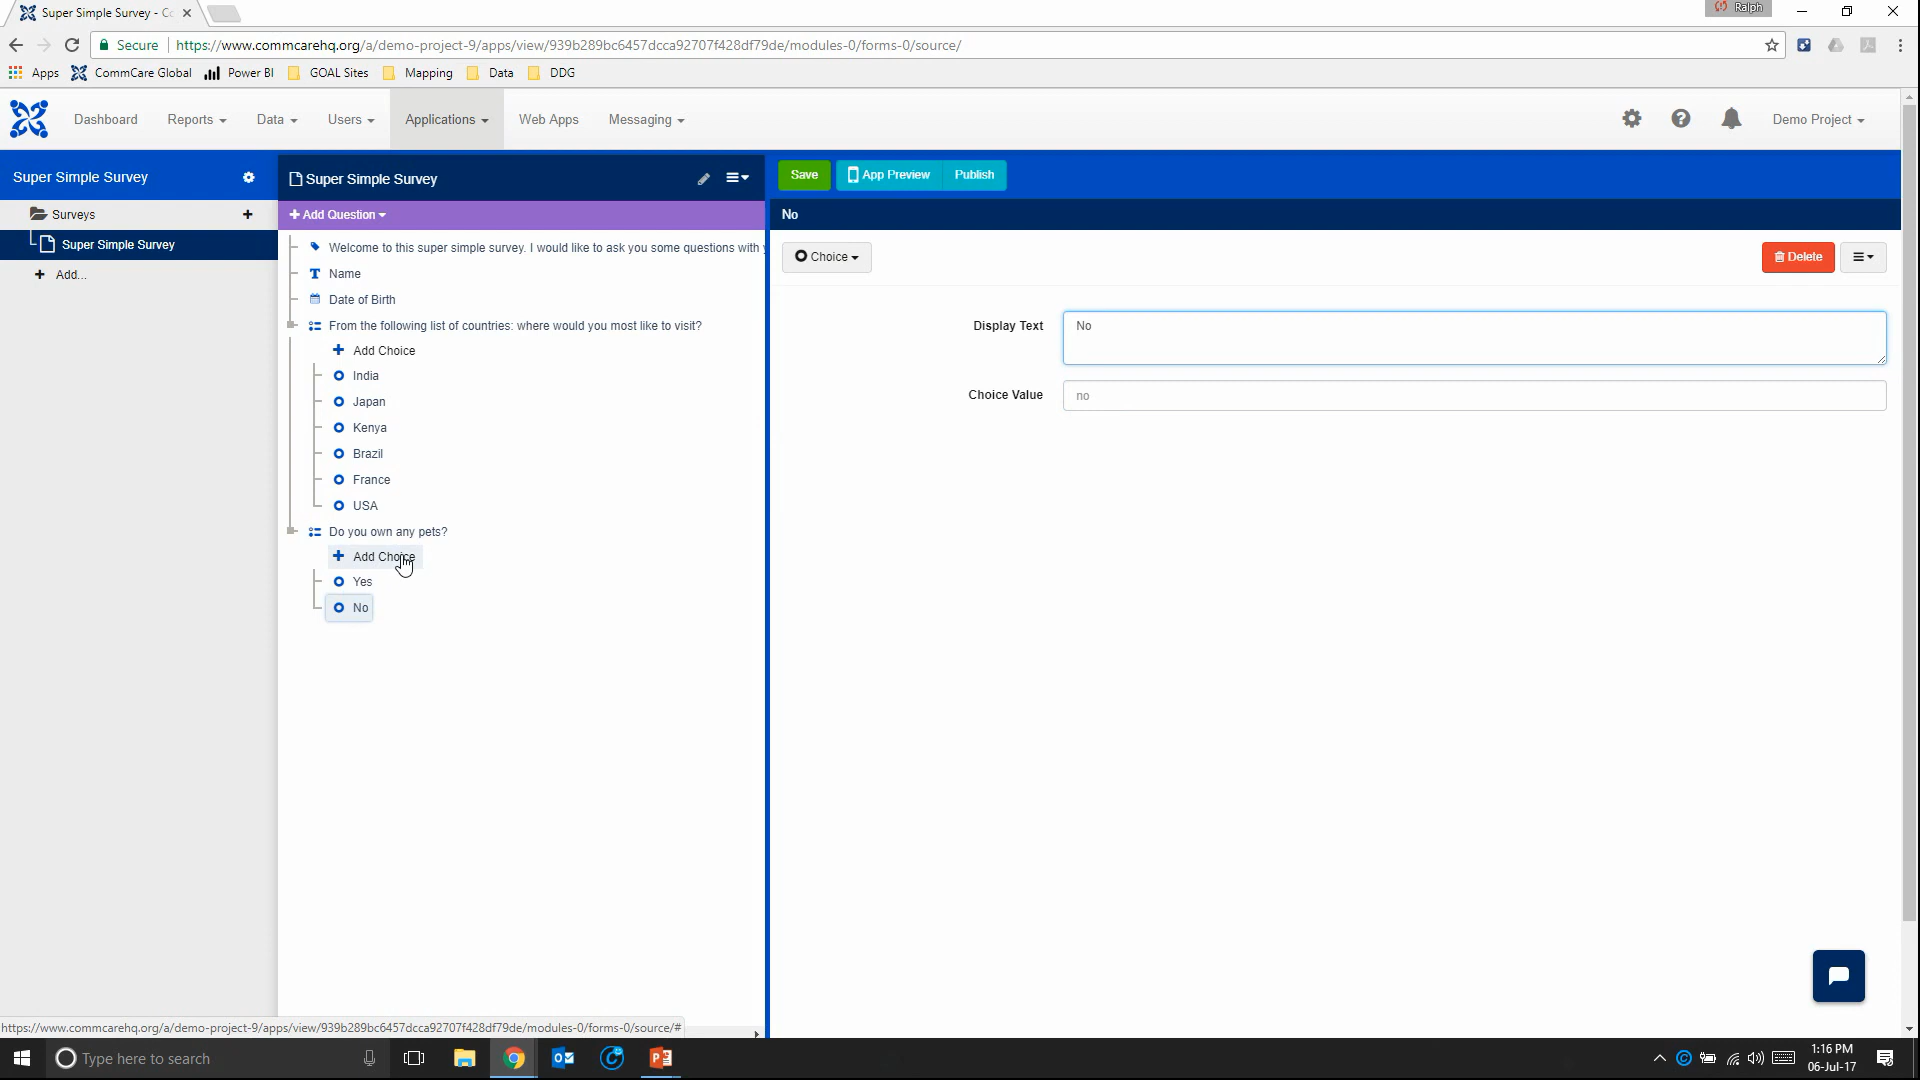 Super Simple Survey - Co
Ralph
Secure
https://www.commcarehq.org/a/demo-project-9/apps/view/939b289bc6457dcca92707f428df79de/modules-0/forms-0/source/
Apps
CommCare Global
Power BI
GOAL Sites
Mapping
Data
DDG
Dashboard
Reports
Data
Users
Applications
Web Apps
Messaging
Demo Project
Super Simple Survey
Surveys
Super Simple Survey
Add...
Super Simple Survey
Add Question
Welcome to this super simple survey. I would like to ask you some questions with
Name
Date of Birth
From the following list of countries: where would you most like to visit?
Add Choice
India
Japan
Kenya
Brazil
France
USA
Do you own any pets?
Add Choice
Yes
No
Save
App Preview
Publish
No
Choice
Delete
Display Text
No
Choice Value
no
https://www.commcarehq.org/a/demo-project-9/apps/view/939b289bc6457dcca92707f428df79de/modules-0/forms-0/source/#
Type here to search
1:16 PM
06-Jul-17